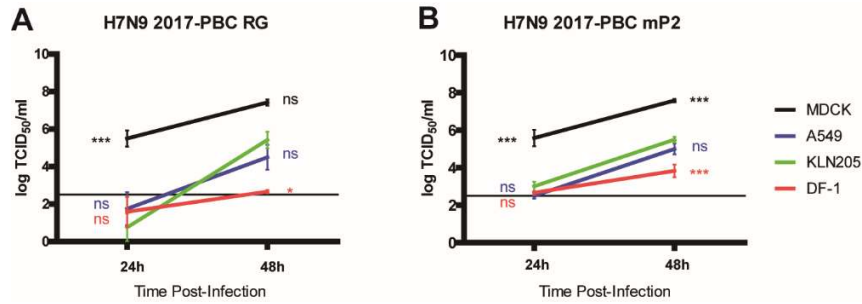 A
H7N9 2017-PBC RG
log TCID50/ml
10
8
6
4
2
0
***
ns
ns
ns
ns
*
24h
48h
Time Post-Infection
B
H7N9 2017-PBC mP2
log TCID50/ml
10
8
6
4
2
0
***
ns
ns
***
ns
***
24h
48h
Time Post-Infection
MDCK
A549
KLN205
DF-1